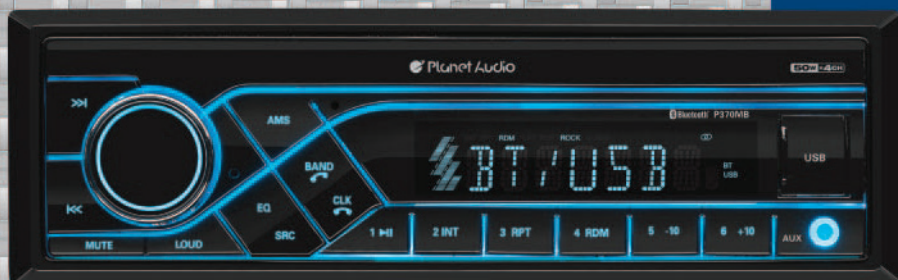 Planet Audio
50W x 4CH
Bluetooth P370MB
AMS
RDM ROCK
BT/USB
BT
USB
USB
BAND
CLK
EQ
SRC
MUTE LOUD
1 2 INT 3 RPT 4 RDM 5 -10 6 +10 AUX